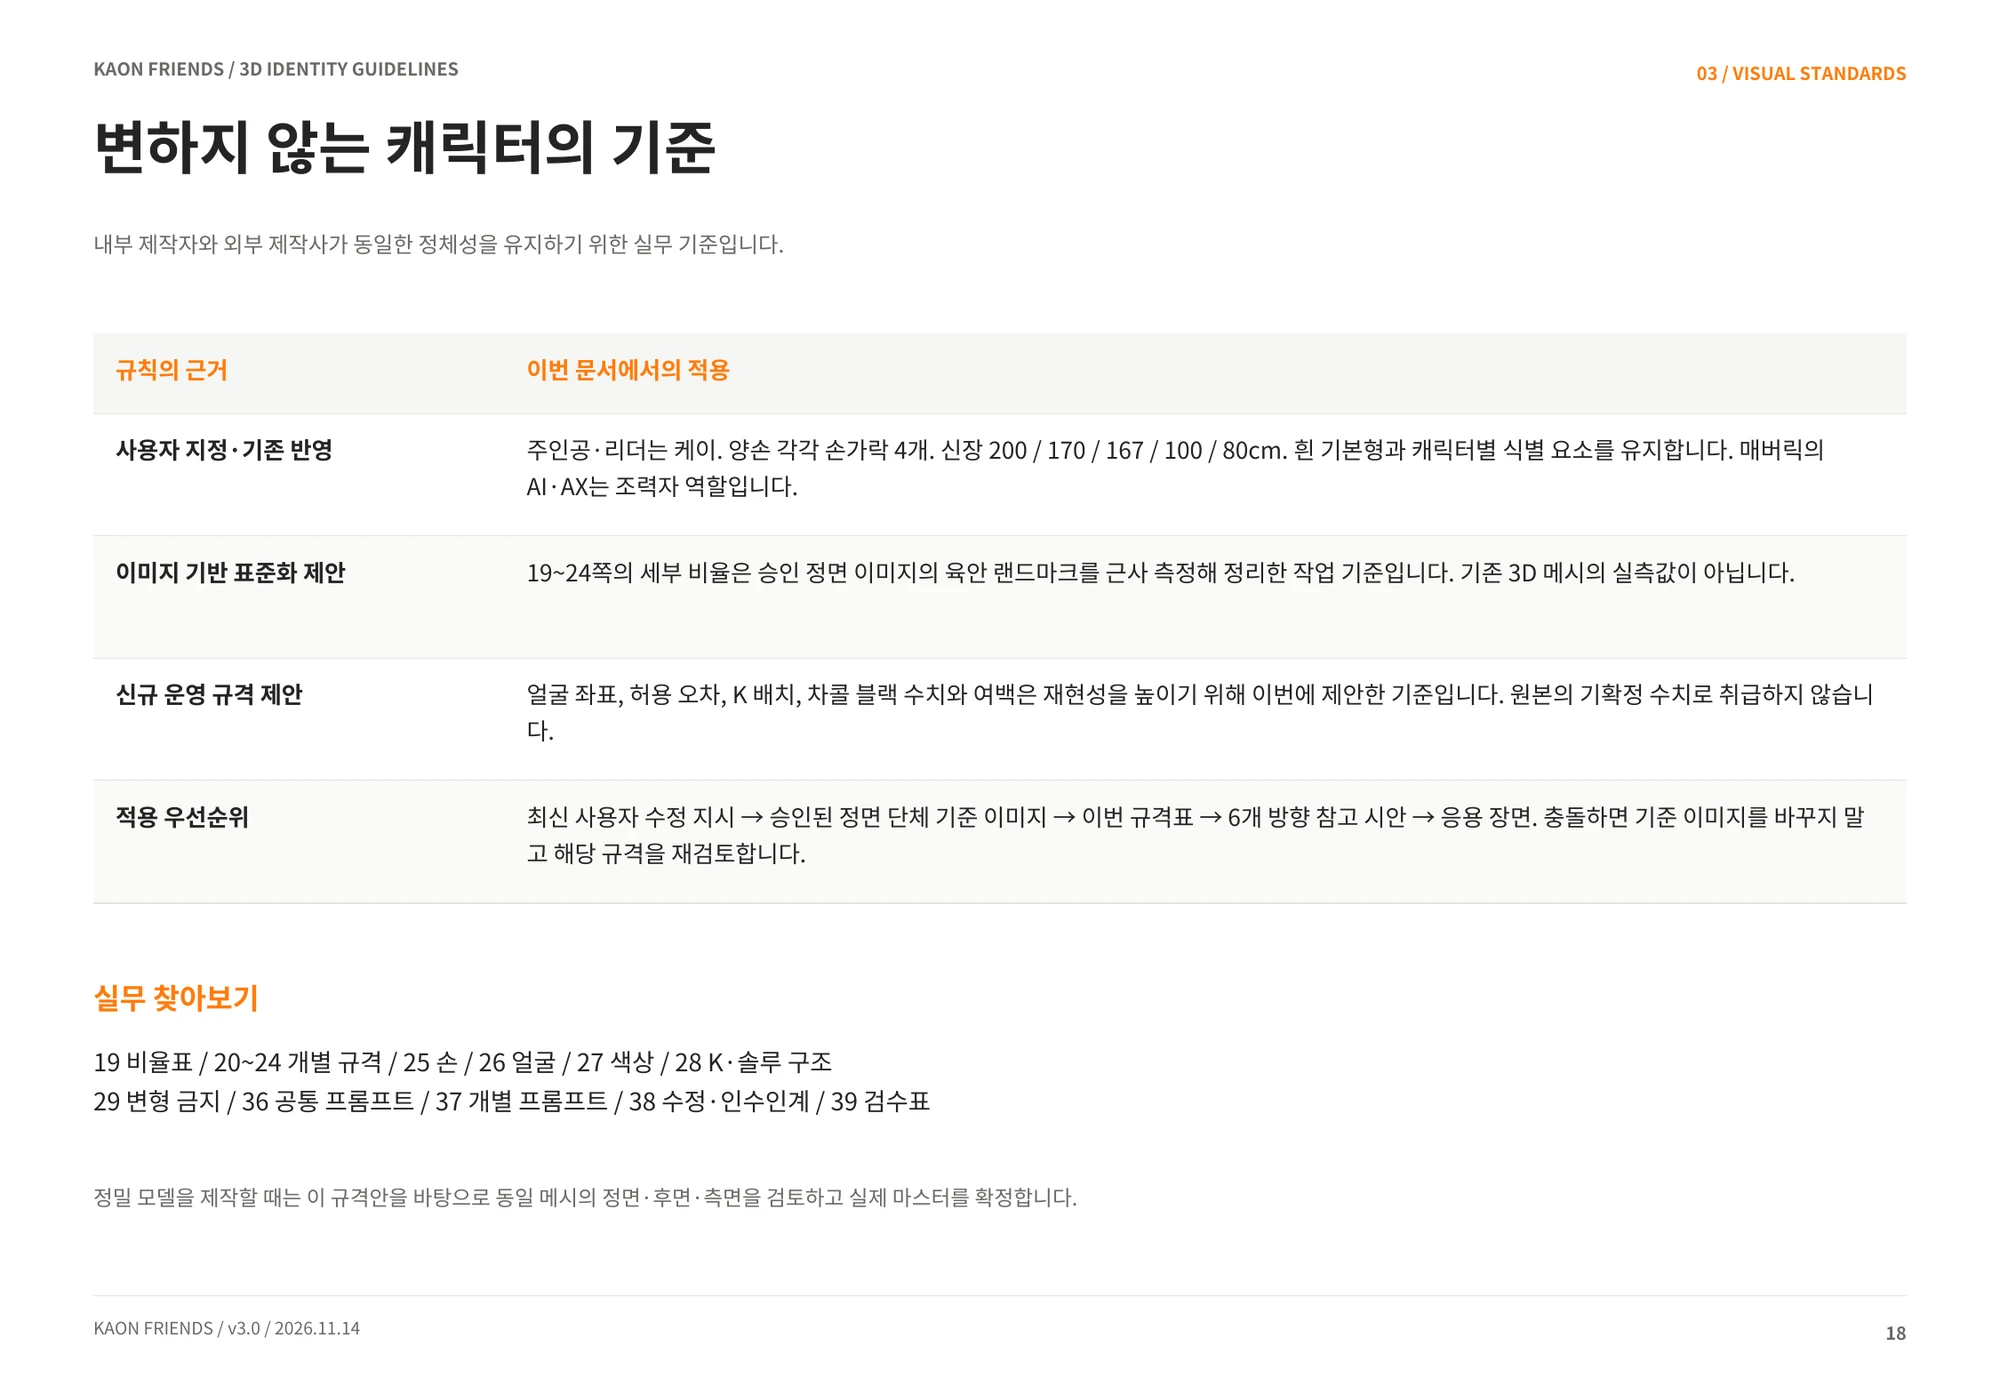 KAON FRIENDS / 3D IDENTITY GUIDELINES
03 / VISUAL STANDARDS
변하지 않는 캐릭터의 기준
내부 제작자와 외부 제작사가 동일한 정체성을 유지하기 위한 실무 기준입니다.
규칙의 근거
이번 문서에서의 적용
사용자 지정·기존 반영
주인공·리더는 케이. 양손 각각 손가락 4개. 신장 200 / 170 / 167 / 100 / 80cm. 흰 기본형과 캐릭터별 식별 요소를 유지합니다. 매버릭의
AI·AX는 조력자 역할입니다.
이미지 기반 표준화 제안
19~24쪽의 세부 비율은 승인 정면 이미지의 육안 랜드마크를 근사 측정해 정리한 작업 기준입니다. 기존 3D 메시의 실측값이 아닙니다.
신규 운영 규격 제안
얼굴 좌표, 허용 오차, K 배치, 차콜 블랙 수치와 여백은 재현성을 높이기 위해 이번에 제안한 기준입니다. 원본의 기확정 수치로 취급하지 않습니
다.
적용 우선순위
최신 사용자 수정 지시 → 승인된 정면 단체 기준 이미지 → 이번 규격표 → 6개 방향 참고 시안 → 응용 장면. 충돌하면 기준 이미지를 바꾸지 말
고 해당 규격을 재검토합니다.
실무 찾아보기
19 비율표 / 20~24 개별 규격 / 25 손 / 26 얼굴 / 27 색상 / 28 K·솔루 구조
29 변형 금지 / 36 공통 프롬프트 / 37 개별 프롬프트 / 38 수정·인수인계 / 39 검수표
정밀 모델을 제작할 때는 이 규격안을 바탕으로 동일 메시의 정면·후면·측면을 검토하고 실제 마스터를 확정합니다.
KAON FRIENDS / v3.0 / 2026.11.14
18